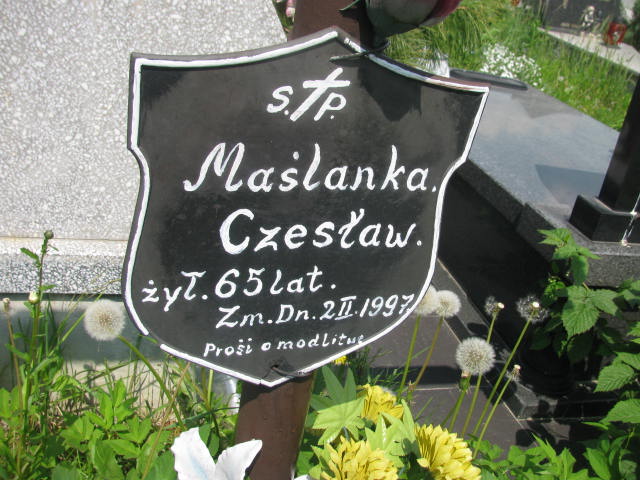 S.†P.
Maślanka.
Czesław.
żył. 65 lat.
Zm. Dn. 2 II. 1997
Prosi o modlitwę